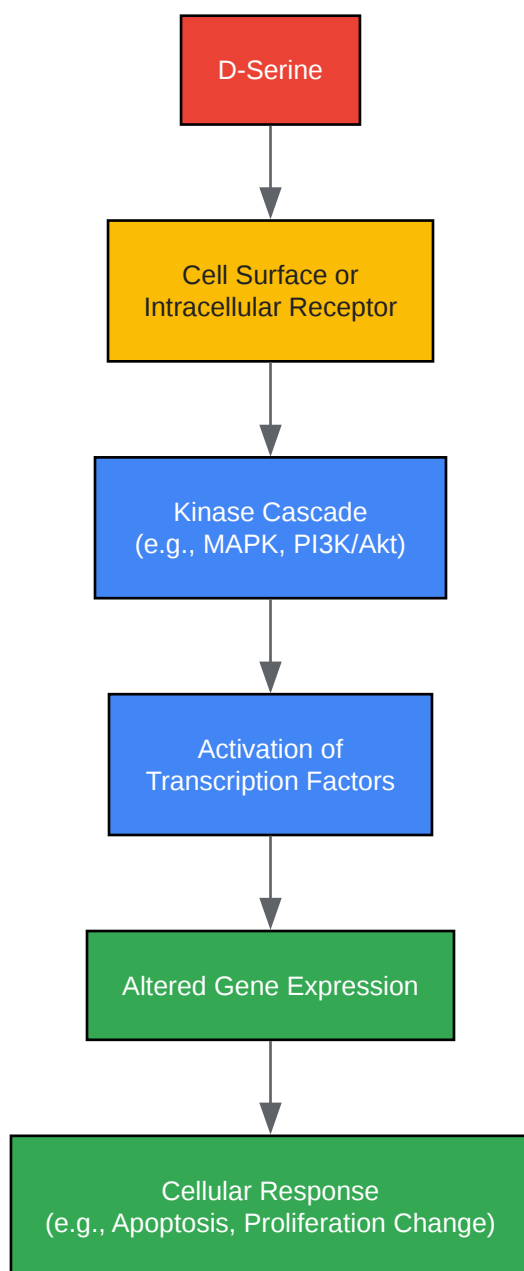 D-Serine
Cell Surface or
Intracellular Receptor
Kinase Cascade
(e.g., MAPK, PI3K/Akt)
Activation of
Transcription Factors
Altered Gene Expression
Cellular Response
(e.g., Apoptosis, Proliferation Change)